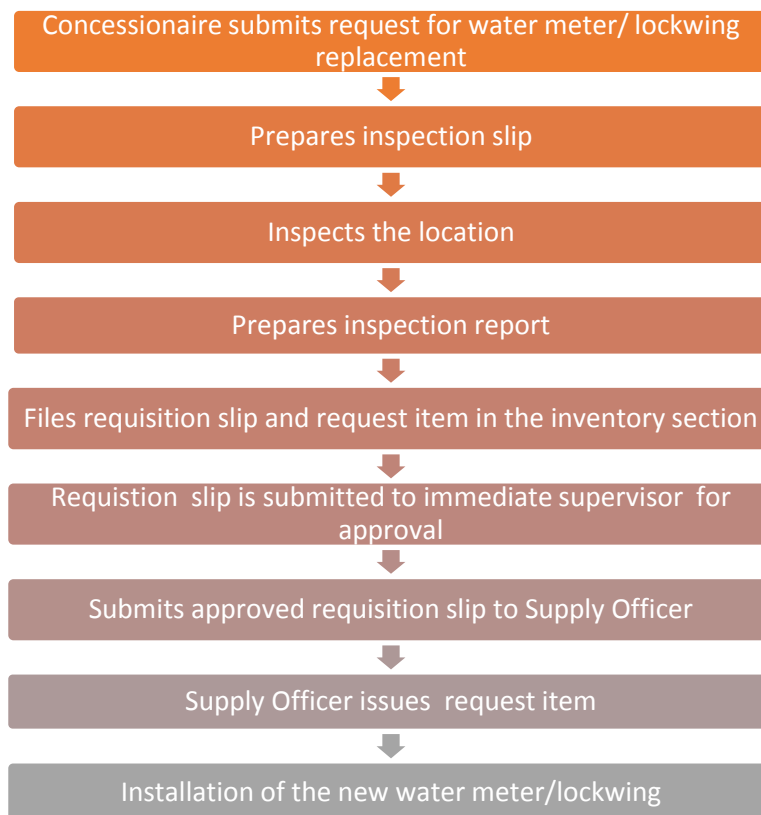 Concessionaire submits request for water meter/ lockwing
replacement
Prepares inspection slip
Inspects the location
Prepares inspection report
Files requisition slip and request item in the inventory section
Requistion slip is submitted to immediate supervisor for
approval
Submits approved requisition slip to Supply Officer
Supply Officer issues request item
Installation of the new water meter/lockwing